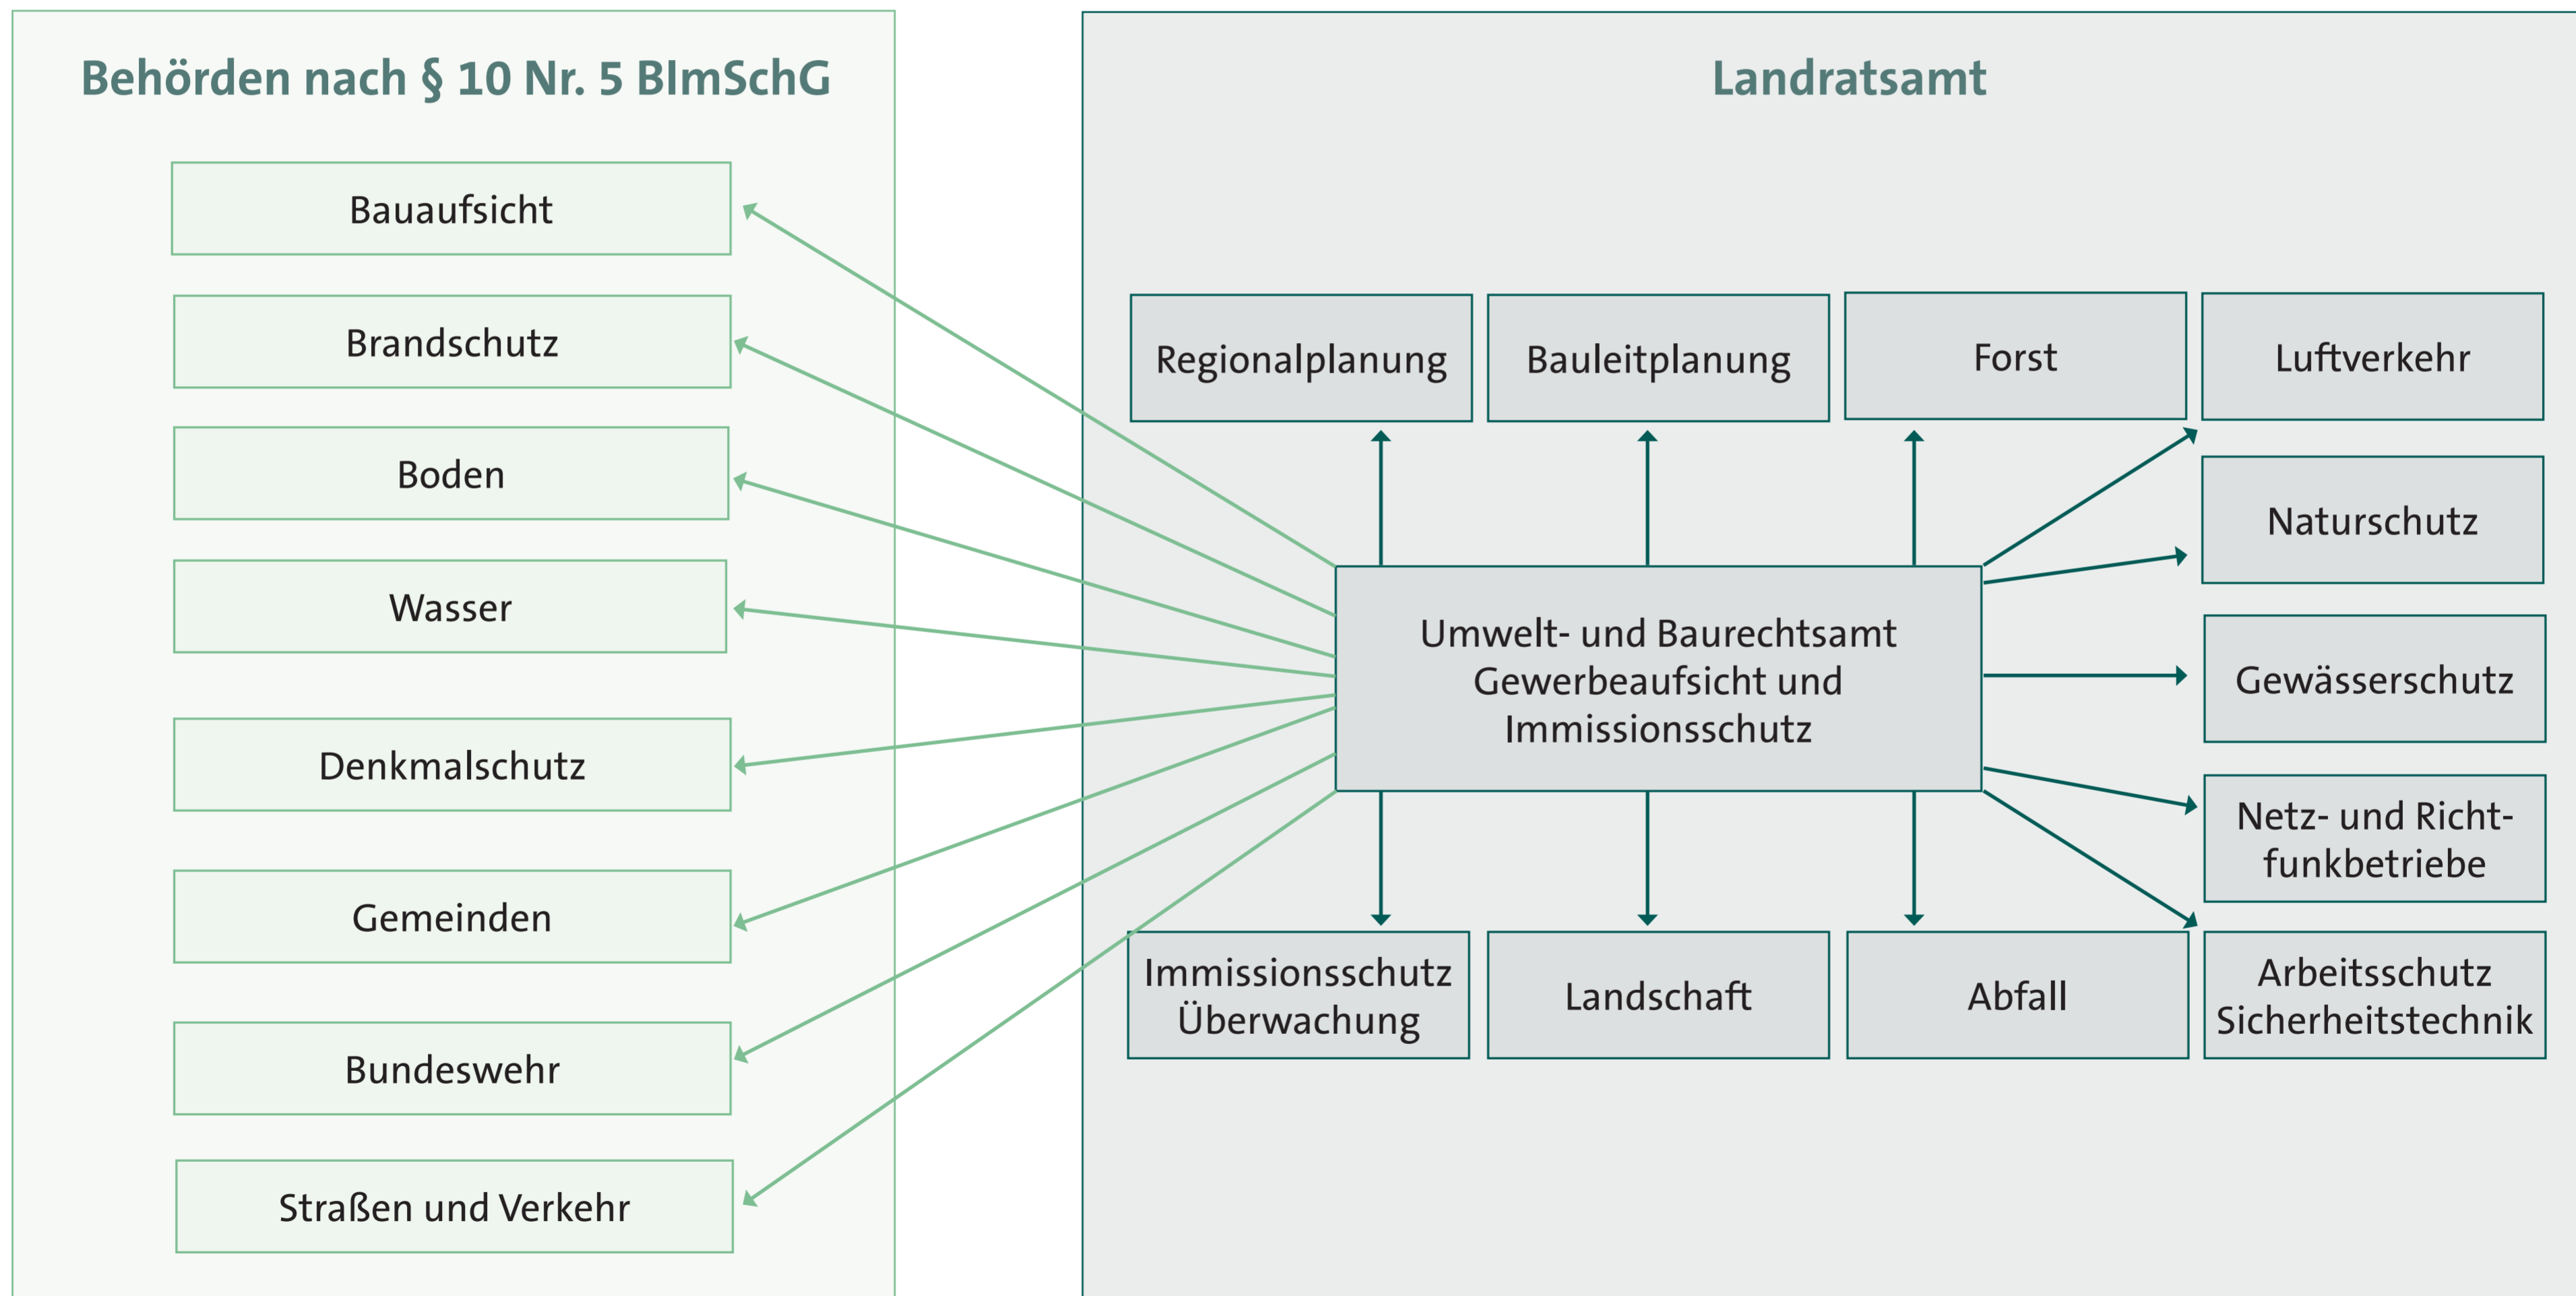 Behörden nach § 10 Nr. 5 BImSchG
Bauaufsicht
Brandschutz
Boden
Wasser
Denkmalschutz
Gemeinden
Bundeswehr
Straßen und Verkehr
Landratsamt
Regionalplanung
Bauleitplanung
Forst
Luftverkehr
Naturschutz
Umwelt- und Baurechtsamt
Gewerbeaufsicht und
Immissionsschutz
Gewässerschutz
Netz- und Richt-
funkbetriebe
Immissionsschutz
Überwachung
Landschaft
Abfall
Arbeitsschutz
Sicherheitstechnik